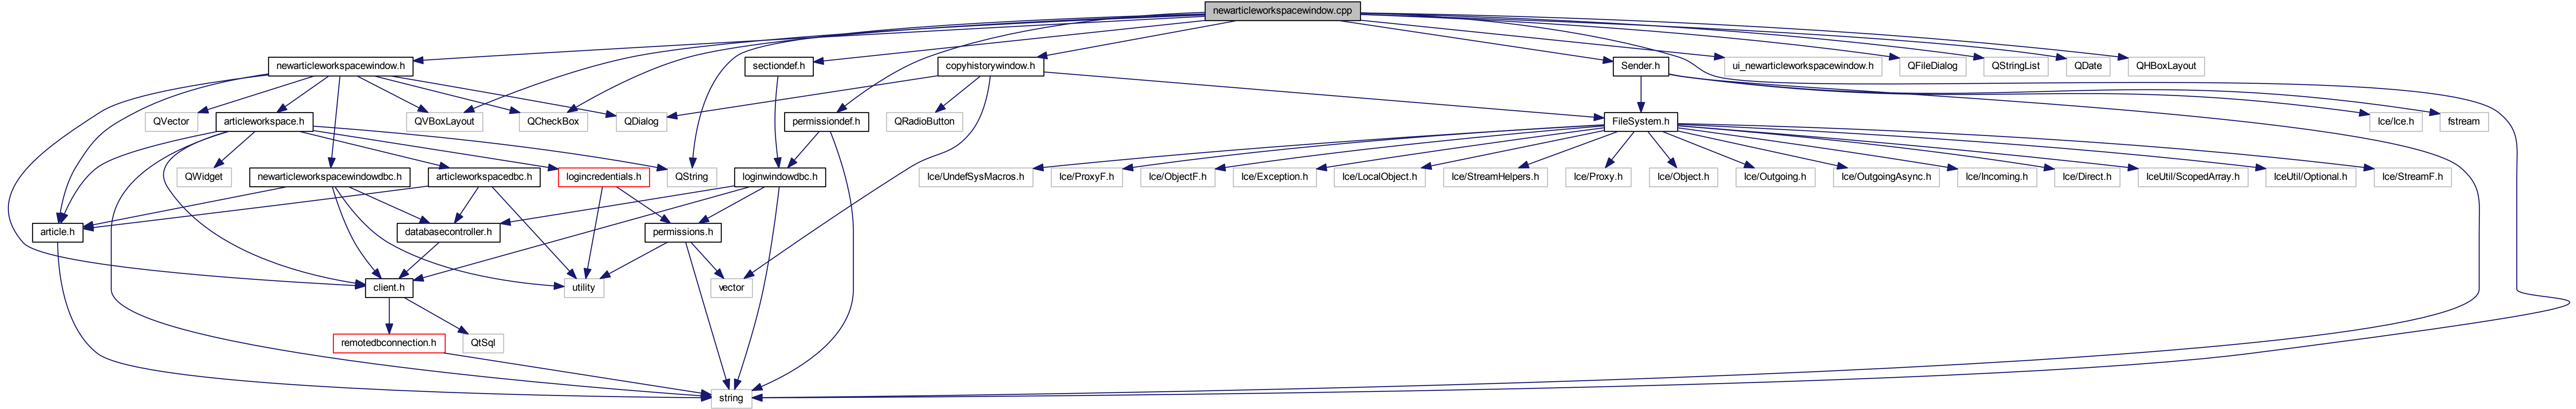 newarticleworkspacewindow.cpp
newarticleworkspacewindow.h
sectiondef.h
copyhistorywindow.h
Sender.h
ui_newarticleworkspacewindow.h
QFileDialog
QStringList
QDate
QHBoxLayout
QVector
articleworkspace.h
QVBoxLayout
QCheckBox
QDialog
permissiondef.h
QRadioButton
FileSystem.h
Ice/Ice.h
fstream
QWidget
newarticleworkspacewindowdbc.h
articleworkspacedbc.h
logincredentials.h
QString
loginwindowdbc.h
Ice/UndefSysMacros.h
Ice/ProxyF.h
Ice/ObjectF.h
Ice/Exception.h
Ice/LocalObject.h
Ice/StreamHelpers.h
Ice/Proxy.h
Ice/Object.h
Ice/Outgoing.h
Ice/OutgoingAsync.h
Ice/Incoming.h
Ice/Direct.h
IceUtil/ScopedArray.h
IceUtil/Optional.h
Ice/StreamF.h
article.h
databasecontroller.h
permissions.h
client.h
utility
vector
remotedbconnection.h
QtSql
string